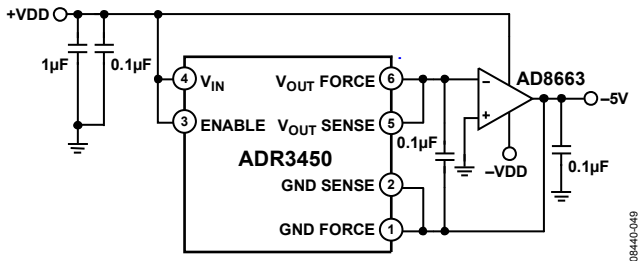 +VDD
1µF
0.1µF
4
VIN
VOUT FORCE
6
AD8663
–
–5V
3
ENABLE
VOUT SENSE
5
+
ADR3450
0.1µF
–VDD
0.1µF
GND SENSE
2
GND FORCE
1
08440-049